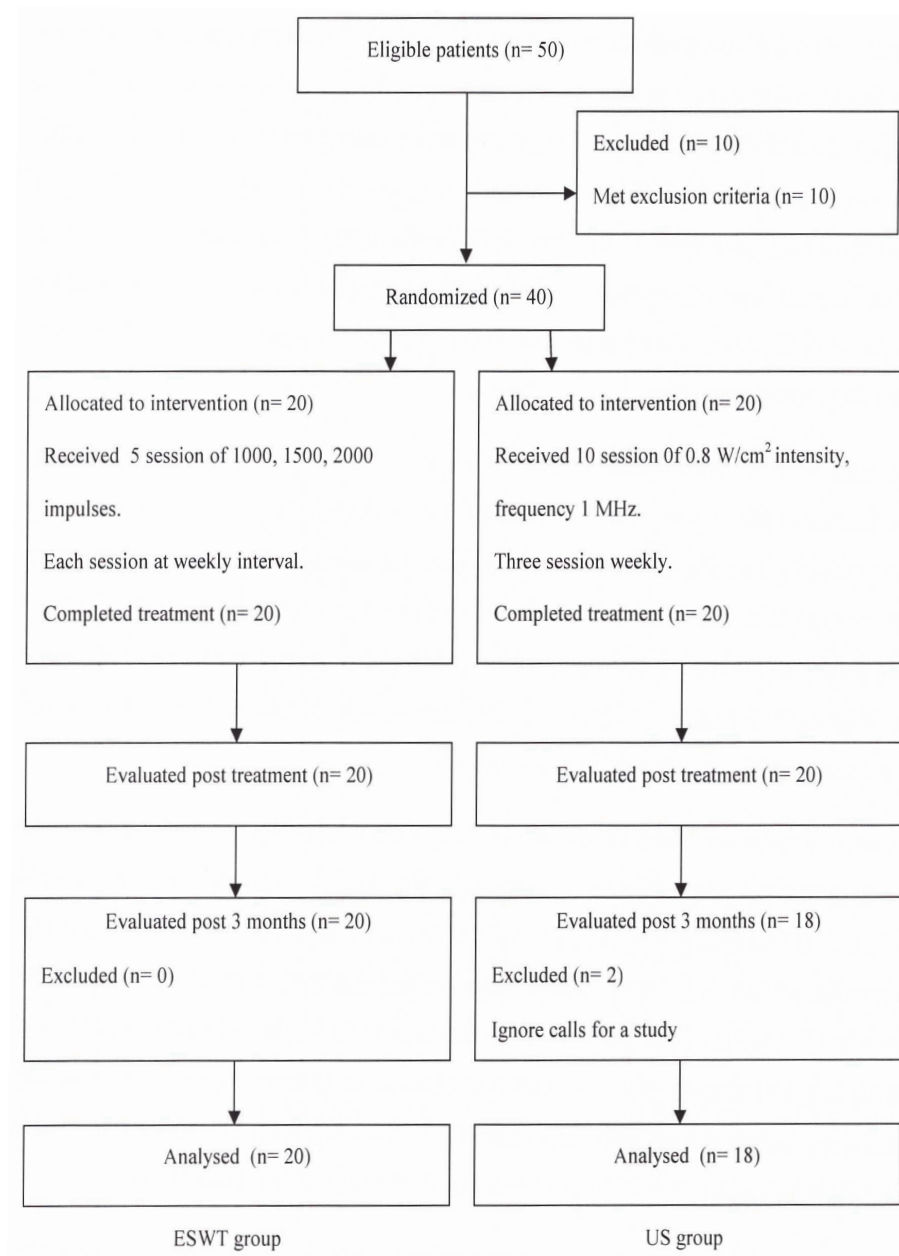 Eligible patients (n= 50)
Excluded (n= 10)
Met exclusion criteria (n= 10)
Randomized (n= 40)
Allocated to intervention (n= 20)
Received 5 session of 1000, 1500, 2000
impulses.
Each session at weekly interval.
Completed treatment (n= 20)
Allocated to intervention (n= 20)
Received 10 session 0f 0.8 W/cm² intensity,
frequency 1 MHz.
Three session weekly.
Completed treatment (n= 20)
Evaluated post treatment (n= 20)
Evaluated post treatment (n= 20)
Evaluated post 3 months (n= 20)
Excluded (n= 0)
Evaluated post 3 months (n= 18)
Excluded (n= 2)
Ignore calls for a study
Analysed (n= 20)
Analysed (n= 18)
ESWT group
US group